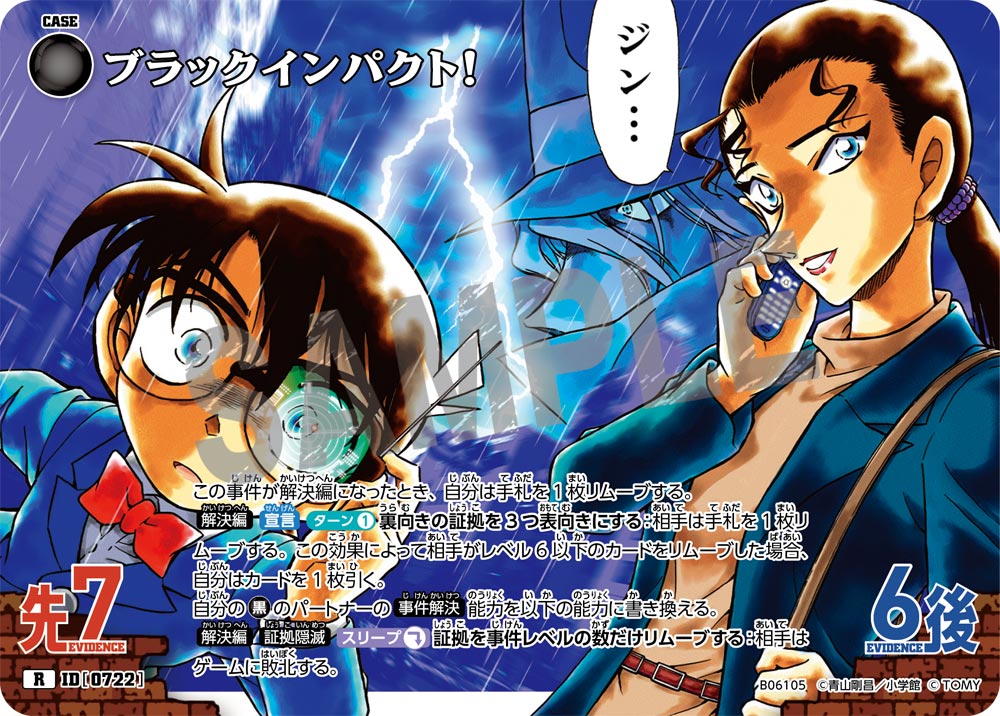 CASE
ブラックインパクト!
ジン…
SAMPLE
この事件が解決編になったとき、自分は手札を1枚リムーブする。
解決編 宣言 ターン① 裏向きの証拠を3つ表向きにする:相手は手札を1枚リ
ムーブする。この効果によって相手がレベル6以下のカードをリムーブした場合、
自分はカードを1枚引く。
自分の黒のパートナーの 事件解決 能力を以下の能力に書き換える。
解決編 証拠隠滅 スリープ 証拠を事件レベルの数だけリムーブする:相手は
ゲームに敗北する。
先7
EVIDENCE
6後
EVIDENCE
R ID[0722]
B06105 ©青山剛昌/小学館 © TOMY